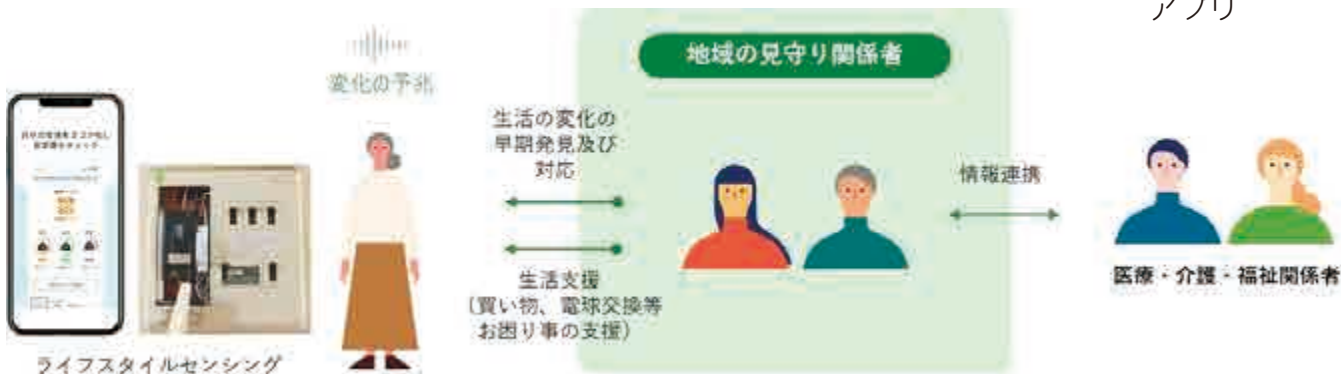 アプリ
地域の見守り関係者
変化の予兆
生活の変化の
早期発見及び
対応
情報連携
生活支援
(買い物、電球交換等
お困り事の支援)
医療・介護・福祉関係者
ライフスタイルセンシング